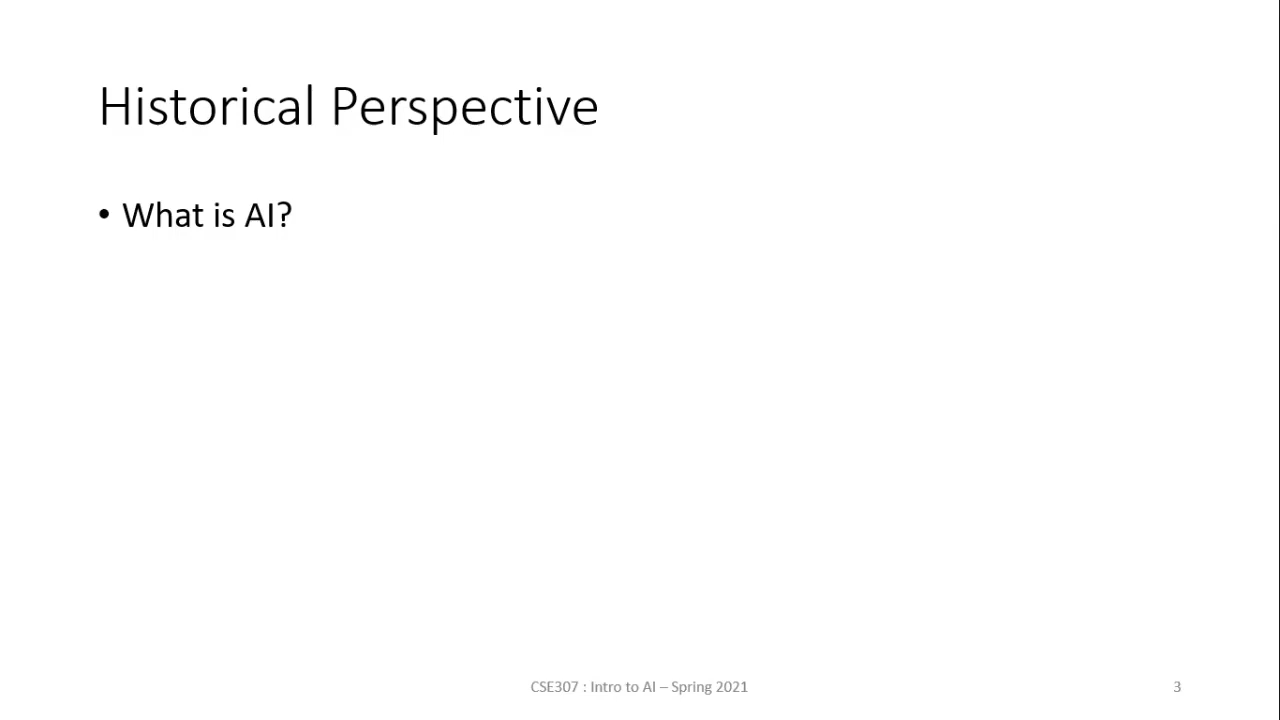 Historical Perspective
• What is AI?
CSE307 : Intro to AI – Spring 2021
3